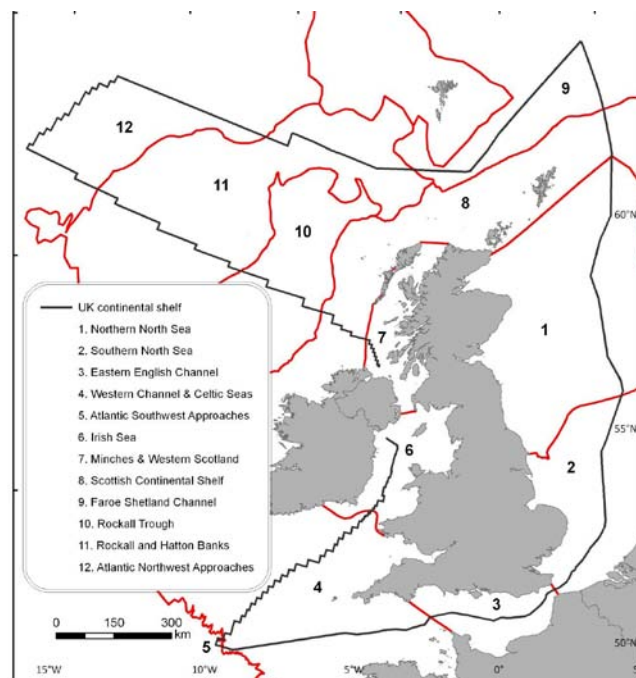 9
12
11
8
10
60°N
UK continental shelf
1. Northern North Sea
2. Southern North Sea
3. Eastern English Channel
4. Western Channel & Celtic Seas
5. Atlantic Southwest Approaches
6. Irish Sea
7. Minches & Western Scotland
8. Scottish Continental Shelf
9. Faroe Shetland Channel
10. Rockall Trough
11. Rockall and Hatton Banks
12. Atlantic Northwest Approaches
1
7
55°N
6
2
4
3
0 150 300
km
5
50°N
15°W 10°W 5°W 0° 5